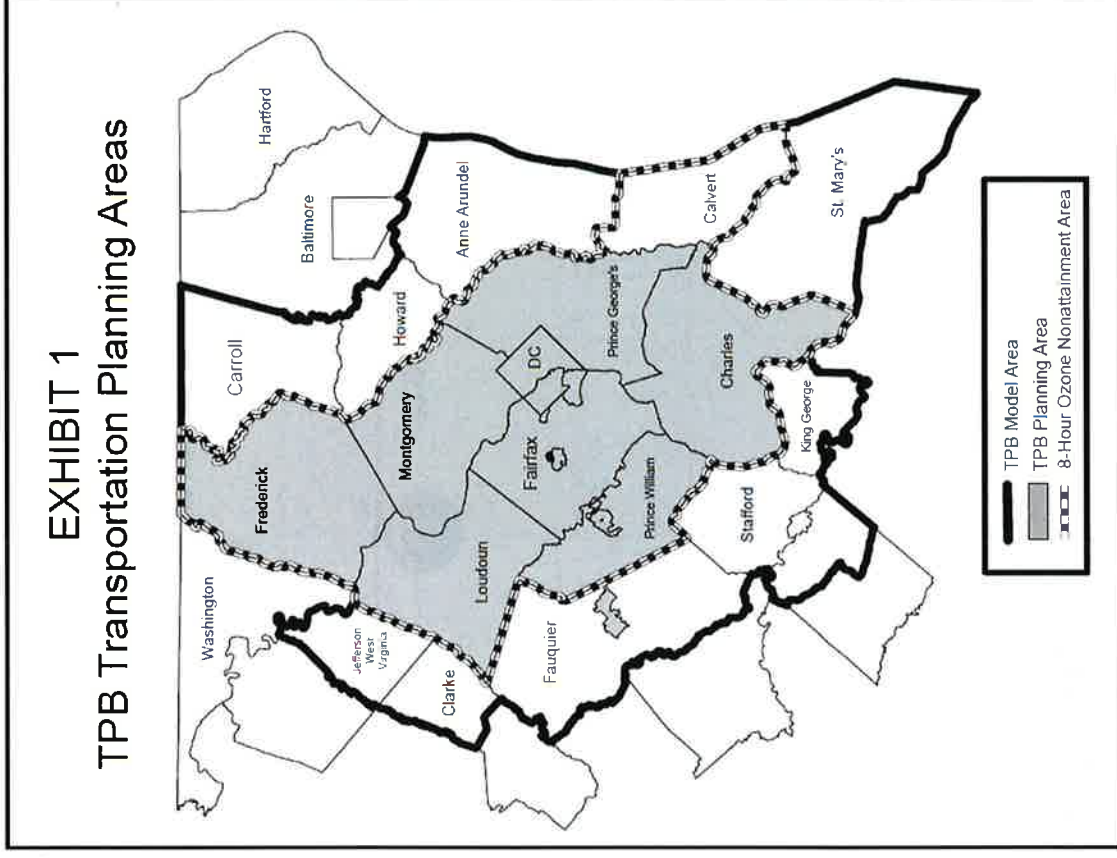 EXHIBIT 1
TPB Transportation Planning Areas
Hartford
Baltimore
Carroll
Washington
Frederick
Howard
Anne Arundel
Montgomery
Jefferson
West
Virginia
Clarke
Loudoun
DC
Fairfax
Prince George's
Calvert
Fauquier
Prince William
Charles
St. Mary's
Stafford
King George
TPB Model Area
TPB Planning Area
8-Hour Ozone Nonattainment Area